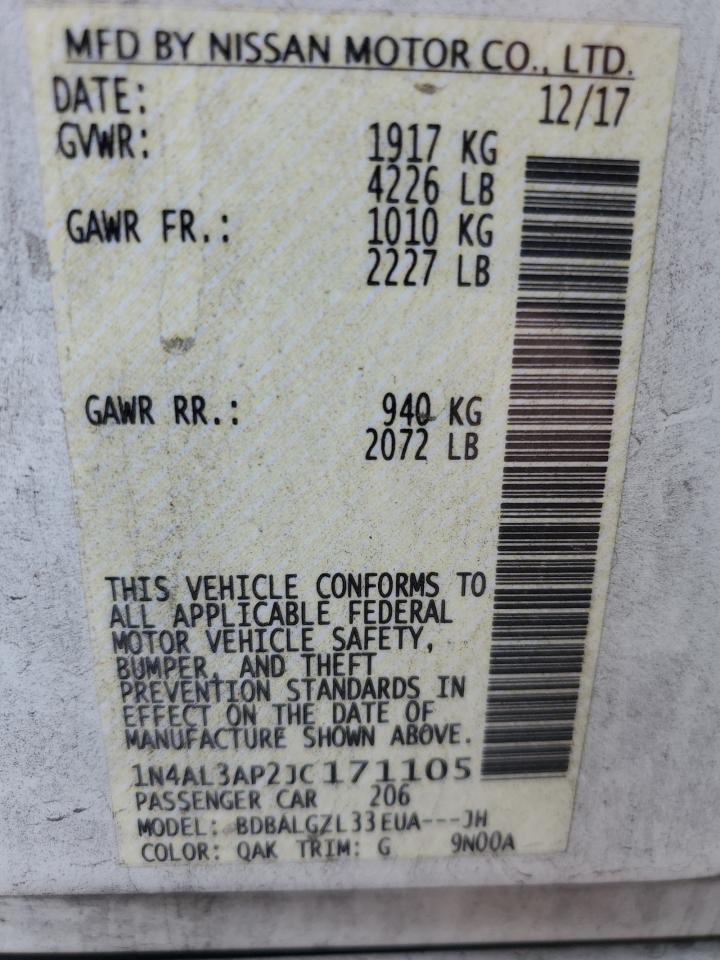 MFD BY NISSAN MOTOR CO., LTD.
DATE: 12/17
GVWR: 1917 KG
4226 LB
GAWR FR.: 1010 KG
2227 LB
GAWR RR.: 940 KG
2072 LB
THIS VEHICLE CONFORMS TO
ALL APPLICABLE FEDERAL
MOTOR VEHICLE SAFETY,
BUMPER, AND THEFT
PREVENTION STANDARDS IN
EFFECT ON THE DATE OF
MANUFACTURE SHOWN ABOVE.
1N4AL3AP2JC171105
PASSENGER CAR 206
MODEL: BDBALGZL33EUA---JH
COLOR: QAK TRIM: G 9N00A